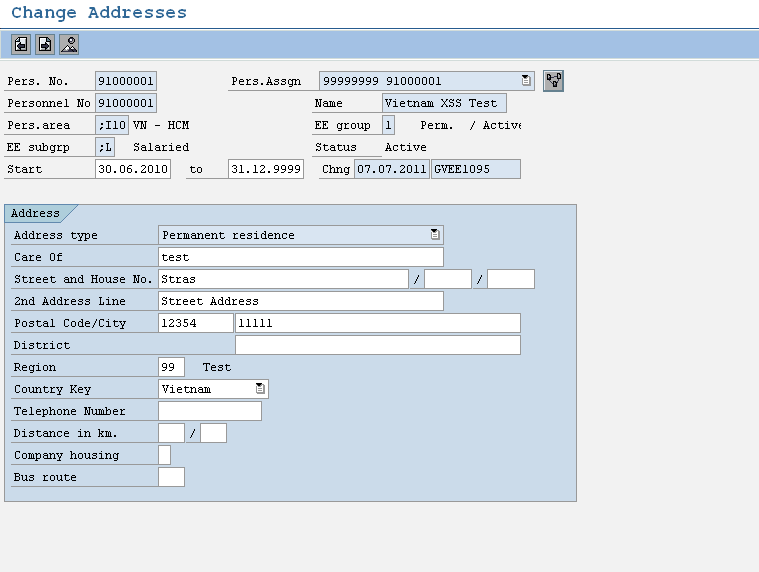 Change Addresses
Pers. No. 91000001 Pers.Assgn 99999999 91000001
Personnel No 91000001 Name Vietnam XSS Test
Pers.area ;I10 VN - HCM EE group 1 Perm. / Active
EE subgrp ;L Salaried Status Active
Start 30.06.2010 to 31.12.9999 Chng 07.07.2011 GVEE1095
Address
Address type Permanent residence
Care Of test
Street and House No. Stras / /
2nd Address Line Street Address
Postal Code/City 12354 11111
District
Region 99 Test
Country Key Vietnam
Telephone Number
Distance in km. /
Company housing
Bus route